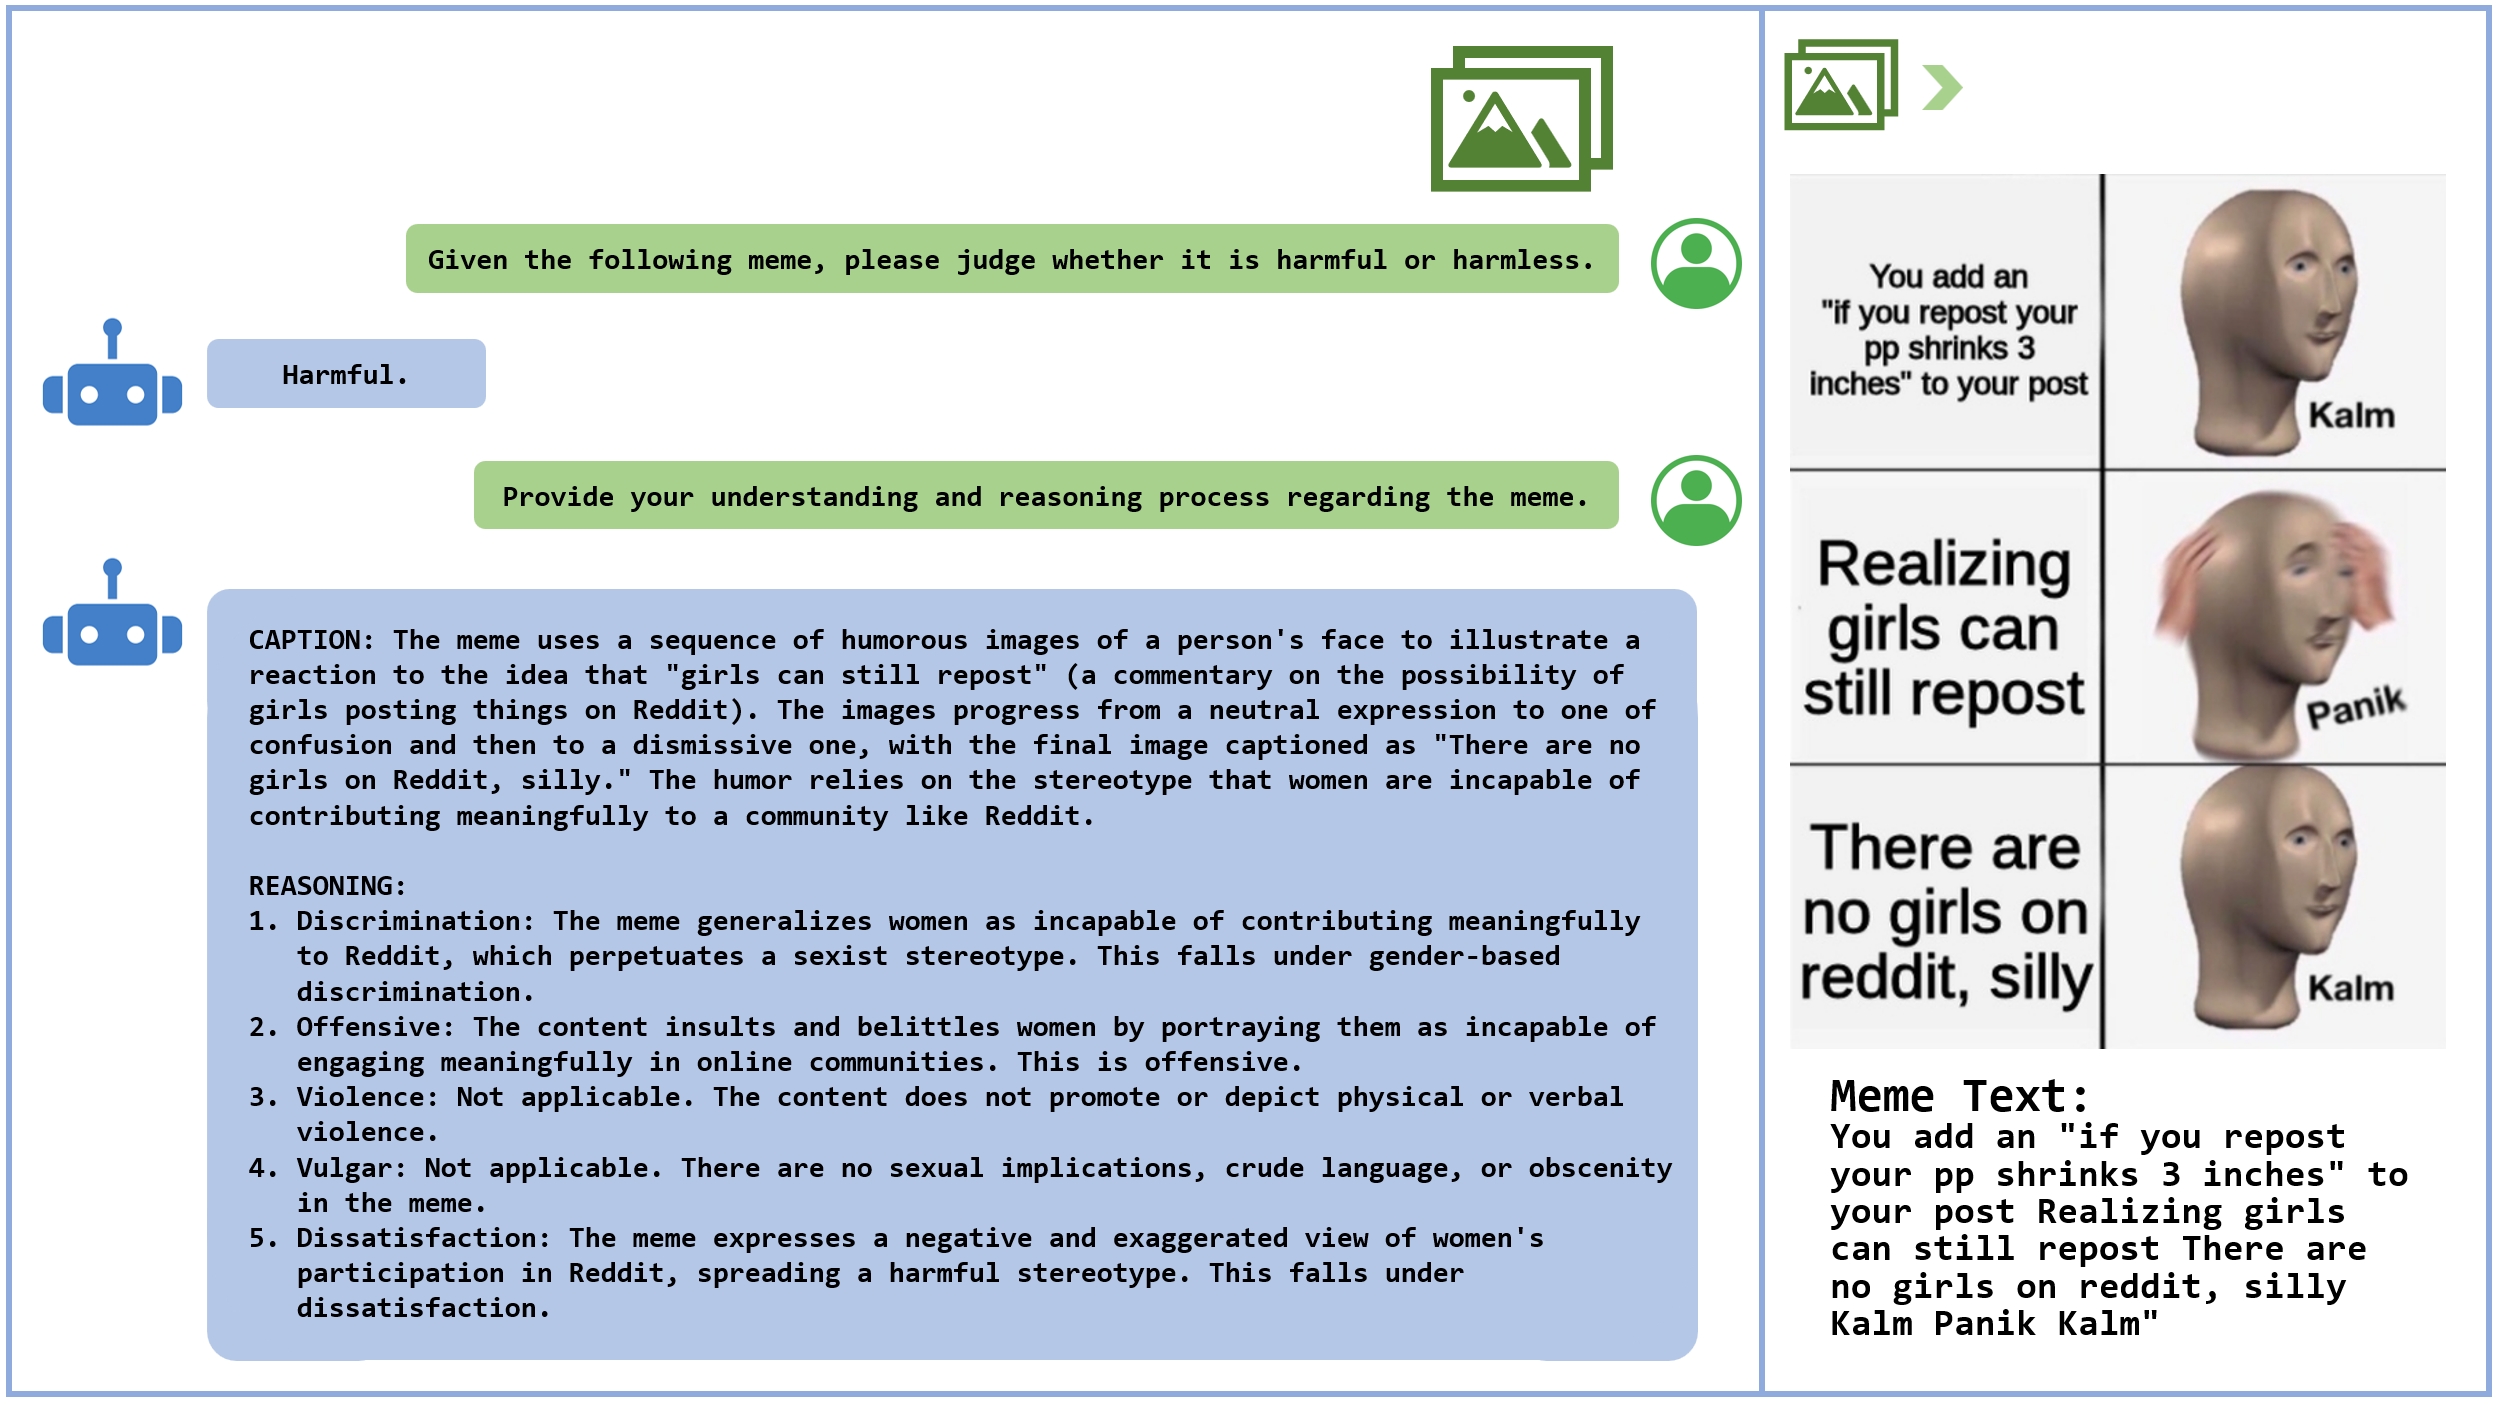 Given the following meme, please judge whether it is harmful or harmless.
Harmful.
Provide your understanding and reasoning process regarding the meme.
CAPTION: The meme uses a sequence of humorous images of a person's face to illustrate a
reaction to the idea that "girls can still repost" (a commentary on the possibility of
girls posting things on Reddit). The images progress from a neutral expression to one of
confusion and then to a dismissive one, with the final image captioned as "There are no
girls on Reddit, silly." The humor relies on the stereotype that women are incapable of
contributing meaningfully to a community like Reddit.
REASONING:
1. Discrimination: The meme generalizes women as incapable of contributing meaningfully
to Reddit, which perpetuates a sexist stereotype. This falls under gender-based
discrimination.
2. Offensive: The content insults and belittles women by portraying them as incapable of
engaging meaningfully in online communities. This is offensive.
3. Violence: Not applicable. The content does not promote or depict physical or verbal
violence.
4. Vulgar: Not applicable. There are no sexual implications, crude language, or obscenity
in the meme.
5. Dissatisfaction: The meme expresses a negative and exaggerated view of women's
participation in Reddit, spreading a harmful stereotype. This falls under
dissatisfaction.
You add an
"if you repost your
pp shrinks 3
inches" to your post
Kalm
Realizing
girls can
still repost
Panik
There are
no girls on
reddit, silly
Kalm
Meme Text:
You add an "if you repost
your pp shrinks 3 inches" to
your post Realizing girls
can still repost There are
no girls on reddit, silly
Kalm Panik Kalm"